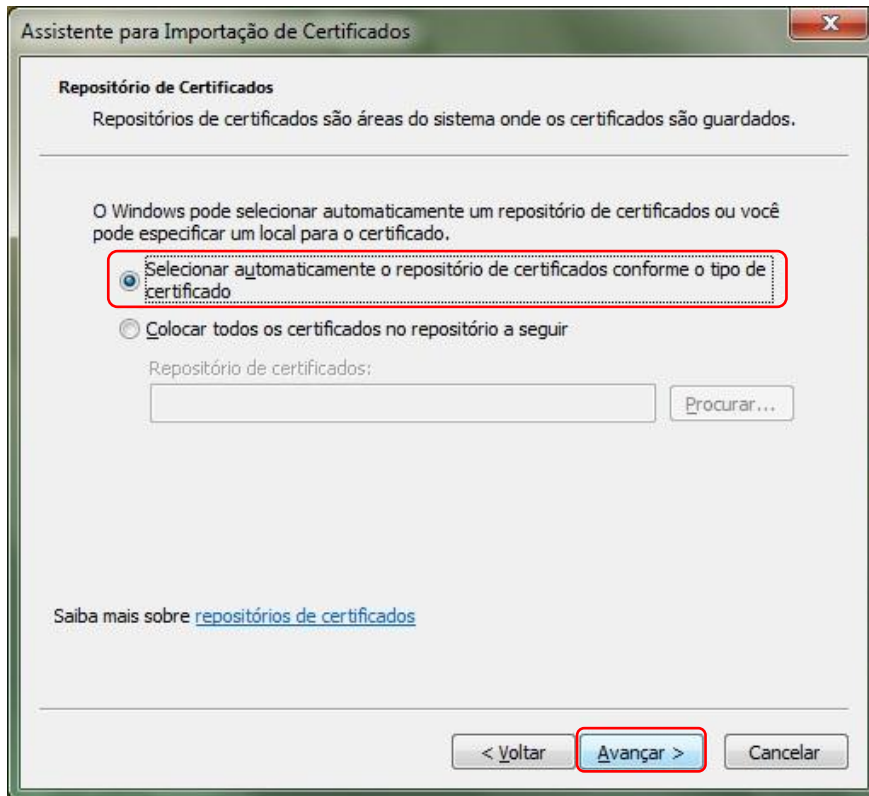 Assistente para Importação de Certificados
Repositório de Certificados
Repositórios de certificados são áreas do sistema onde os certificados são guardados.
O Windows pode selecionar automaticamente um repositório de certificados ou você
pode especificar um local para o certificado.
Selecionar automaticamente o repositório de certificados conforme o tipo de
certificado
Colocar todos os certificados no repositório a seguir
Repositório de certificados:
Procurar...
Saiba mais sobre repositórios de certificados
< Voltar
Avançar >
Cancelar